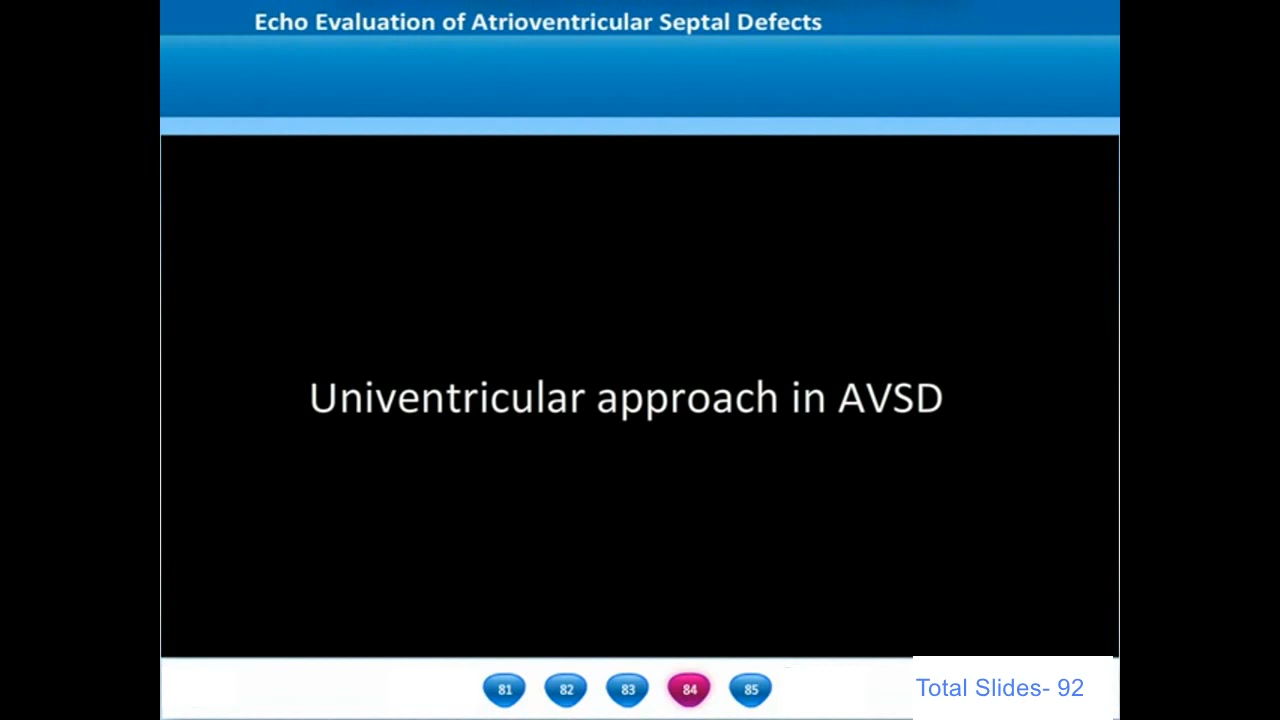 Echo Evaluation of Atrioventricular Septal Defects
Univentricular approach in AVSD
81 82 83 84 85
Total Slides- 92